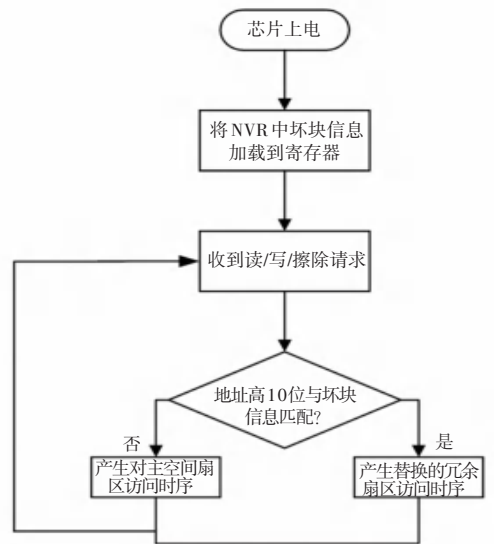 芯片上电
将NVR中坏块信息
加载到寄存器
收到读/写/擦除请求
地址高10位与坏块
信息匹配?
否
是
产生对主空间扇
区访问时序
产生替换的冗余
扇区访问时序